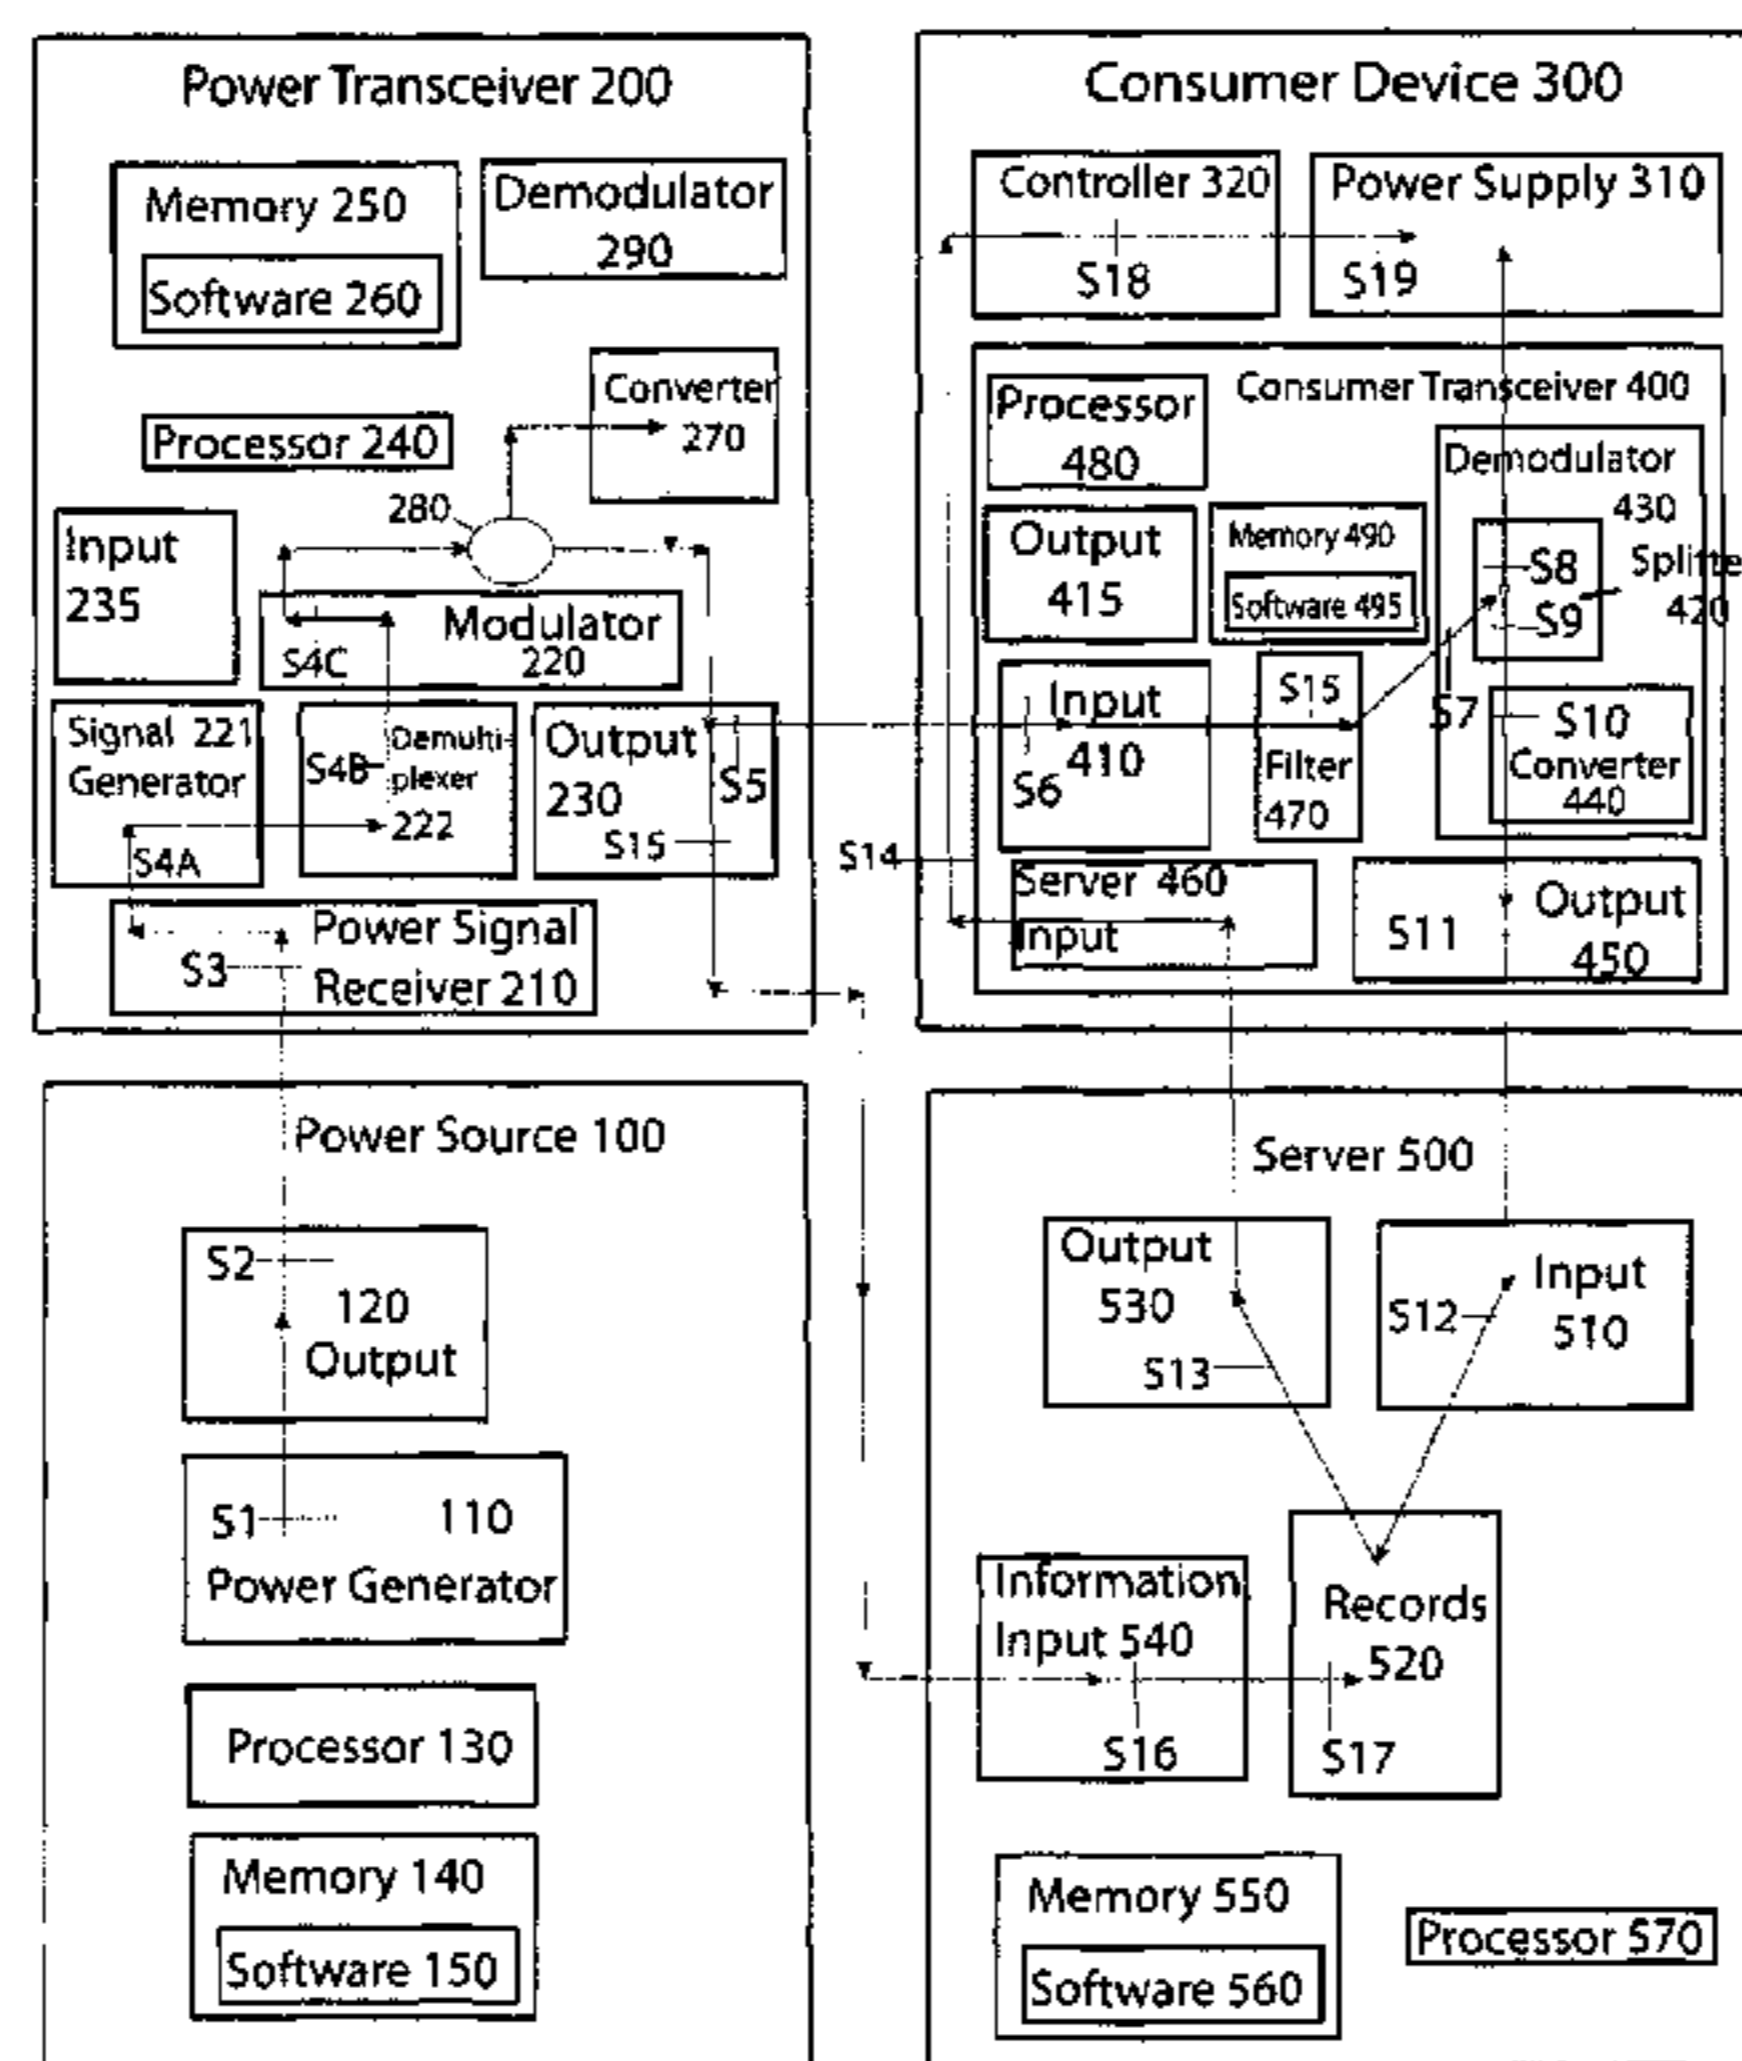 Power Transceiver 200
Memory 250
Software 260
Demodulator
290
Converter
270
Processor 240
280
Input
235
Modulator
220
S4C
Signal 221
Generator
S4A
S4B
Demulti-
plexer
222
Output
230
S5
S15
Power Signal
Receiver 210
S3
Consumer Device 300
Controller 320
S18
Power Supply 310
S19
Consumer Transceiver 400
Processor
480
Output
415
Memory 490
Software 495
Demodulator
430
S8
S9
Splitte
420
S7
S10
Converter
440
Input
410
S6
S15
Filter
470
S14
Server 460
Input
S11
Output
450
Power Source 100
S2
120
Output
S1
110
Power Generator
Processor 130
Memory 140
Software 150
Server 500
Output
530
S13
Input
510
S12
Information
Input 540
S16
Records
520
S17
Memory 550
Software 560
Processor 570